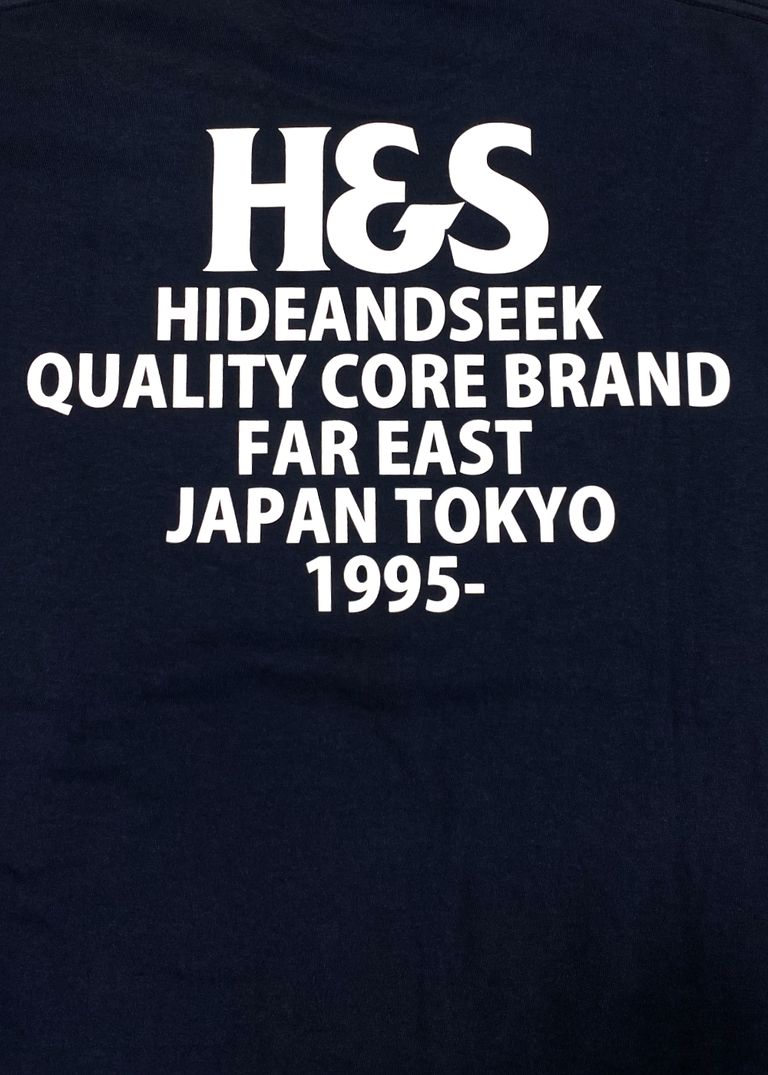 H&S
HIDEANDSEEK
QUALITY CORE BRAND
FAR EAST
JAPAN TOKYO
1995-